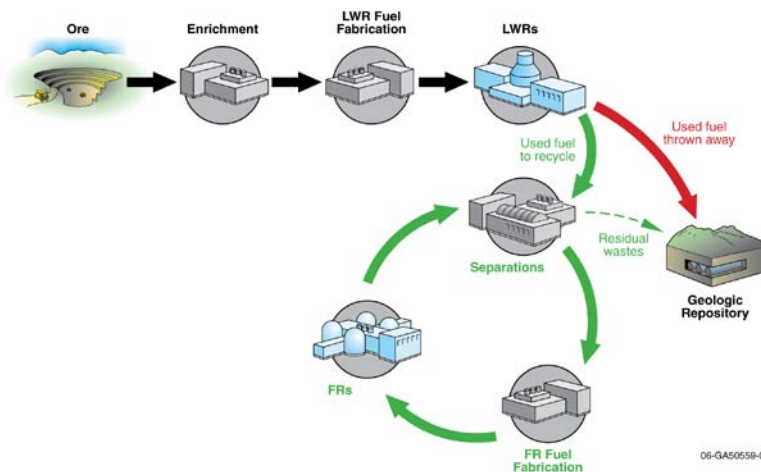 Ore
Enrichment
LWR Fuel
Fabrication
LWRs
Used fuel
to recycle
Used fuel
thrown away
Separations
Residual
wastes
Geologic
Repository
FRs
FR Fuel
Fabrication